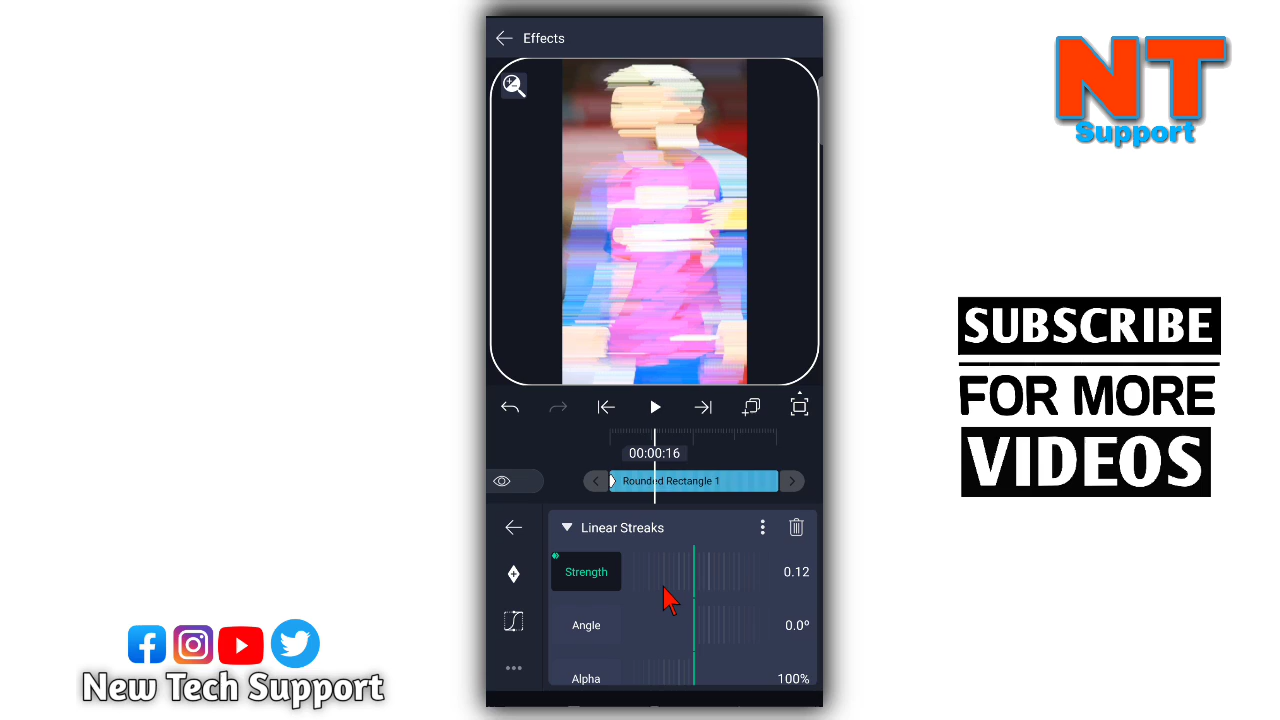 Effects
NT
Support
SUBSCRIBE
FOR MORE
VIDEOS
00:00:16
Rounded Rectangle 1
Linear Streaks
Strength
0.12
Angle
0.0º
Alpha
100%
New Tech Support